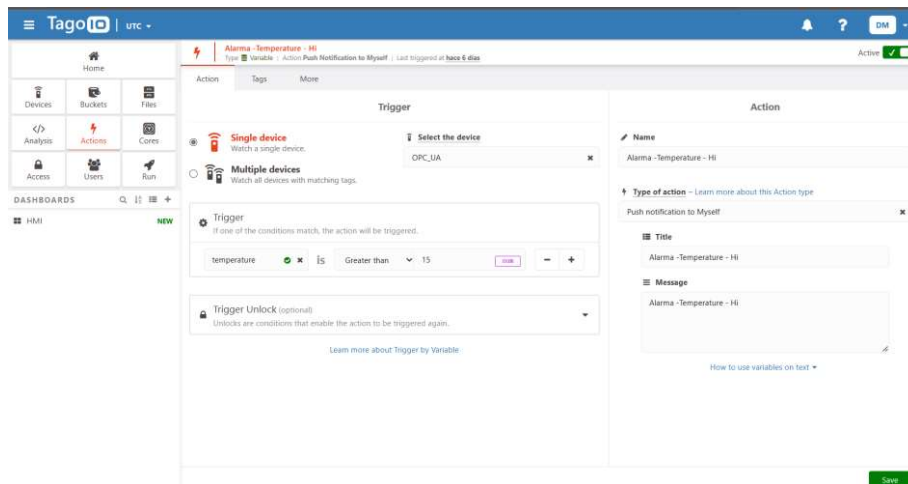 TagoIO | UTC
DM
Home
Devices Buckets Files
Analysis Actions Cores
Access Users Run
DASHBOARDS
HMI NEW
Alarma -Temperature - Hi
Type Variable | Action Push Notification to Myself | Last triggered at hace 6 días
Active
Action Tags More
Trigger
Single device
Watch a single device.
Multiple devices
Watch all devices with matching tags.
Select the device
OPC_UA
Trigger
If one of the conditions match, the action will be triggered.
temperature is Greater than 15
Trigger Unlock (optional)
Unlocks are conditions that enable the action to be triggered again.
Learn more about Trigger by Variable
Action
Name
Alarma -Temperature - Hi
Type of action – Learn more about this Action type
Push notification to Myself
Title
Alarma -Temperature - Hi
Message
Alarma -Temperature - Hi
How to use variables on text
Save